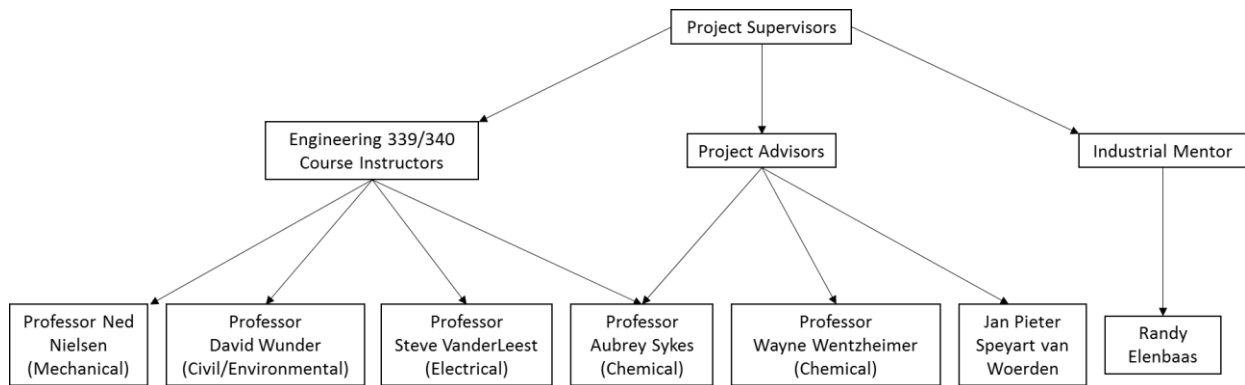 Project Supervisors
Engineering 339/340
Course Instructors
Project Advisors
Industrial Mentor
Professor Ned
Nielsen
(Mechanical)
Professor
David Wunder
(Civil/Environmental)
Professor
Steve VanderLeest
(Electrical)
Professor
Aubrey Sykes
(Chemical)
Professor
Wayne Wentzheimer
(Chemical)
Jan Pieter
Speyart van
Woerden
Randy
Elenbaas